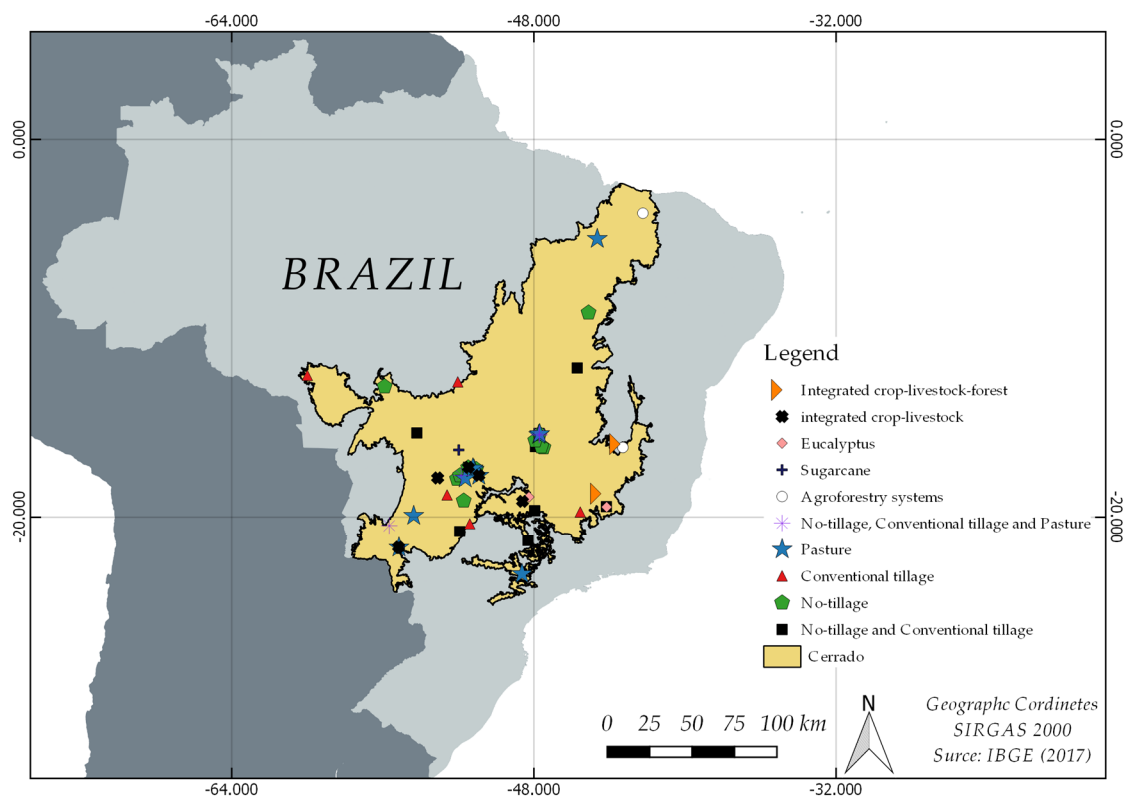 -64.000 -48.000 -32.000
0.000 0.000
BRAZIL
Legend
Integrated crop-livestock-forest
integrated crop-livestock
Eucalyptus
Sugarcane
Agroforestry systems
-20.000 -20.000
No-tillage, Conventional tillage and Pasture
Pasture
Conventional tillage
No-tillage
No-tillage and Conventional tillage
Cerrado
0 25 50 75 100 km
N
Geographc Cordinetes
SIRGAS 2000
Surce: IBGE (2017)
-64.000 -48.000 -32.000